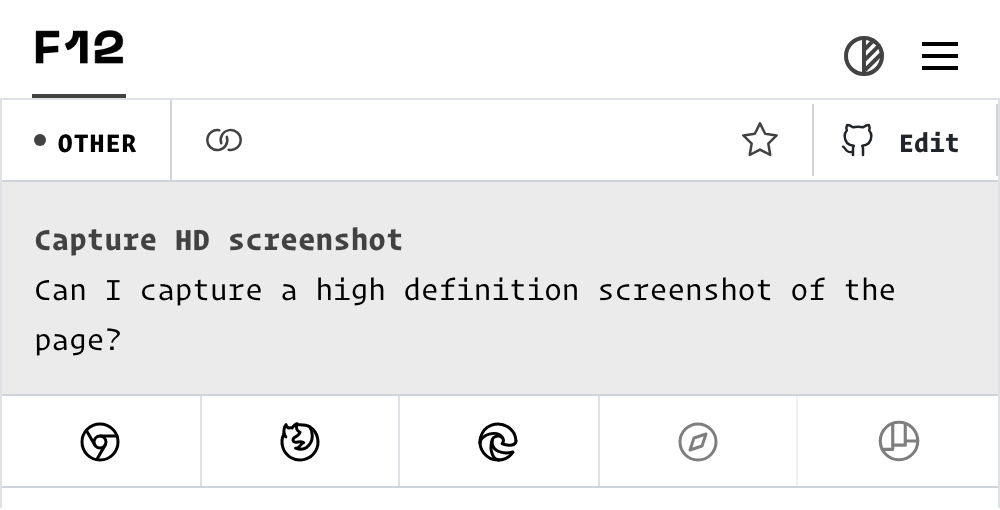 F12
OTHER
Edit
Capture HD screenshot
Can I capture a high definition screenshot of the
page?